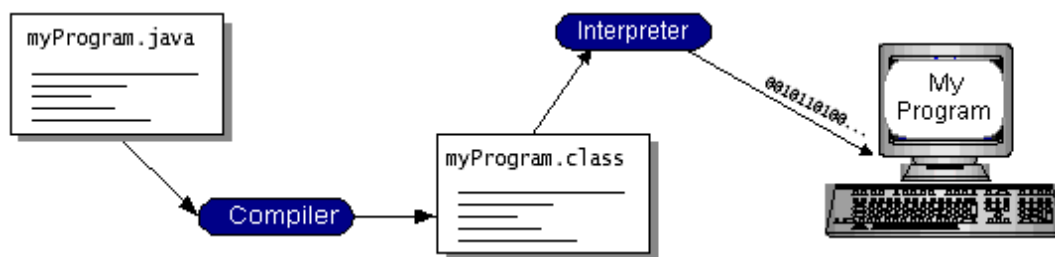 myProgram.java
Compiler
myProgram.class
Interpreter
0010110100...
My
Program